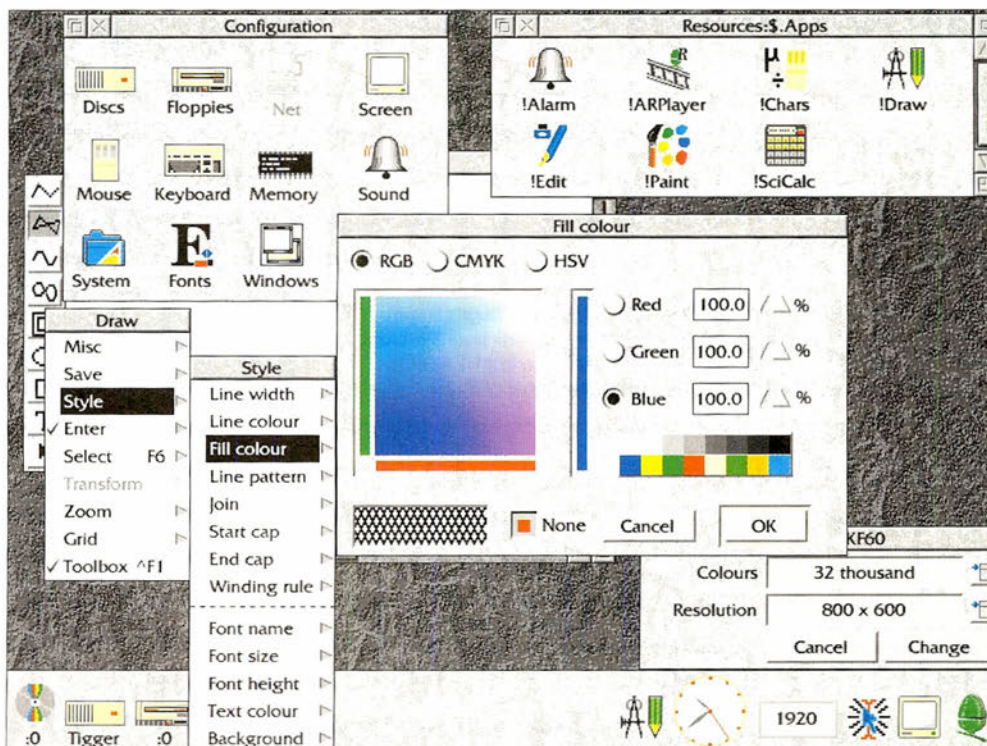 Configuration
Discs
Floppies
Net
Screen
Mouse
Keyboard
Memory
Sound
System
Fonts
Windows
Resources:$.Apps
!Alarm
!ARPlayer
!Chars
!Draw
!Edit
!Paint
!SciCalc
Fill colour
RGB
CMYK
HSV
Red 100.0 %
Green 100.0 %
Blue 100.0 %
None
Cancel
OK
Draw
Misc
Save
Style
✓ Enter
Select F6
Transform
Zoom
Grid
✓ Toolbox ^F1
Style
Line width
Line colour
Fill colour
Line pattern
Join
Start cap
End cap
Winding rule
Font name
Font size
Font height
Text colour
Background
KF60
Colours 32 thousand
Resolution 800 x 600
Cancel
Change
:0
Tigger
:0
1920